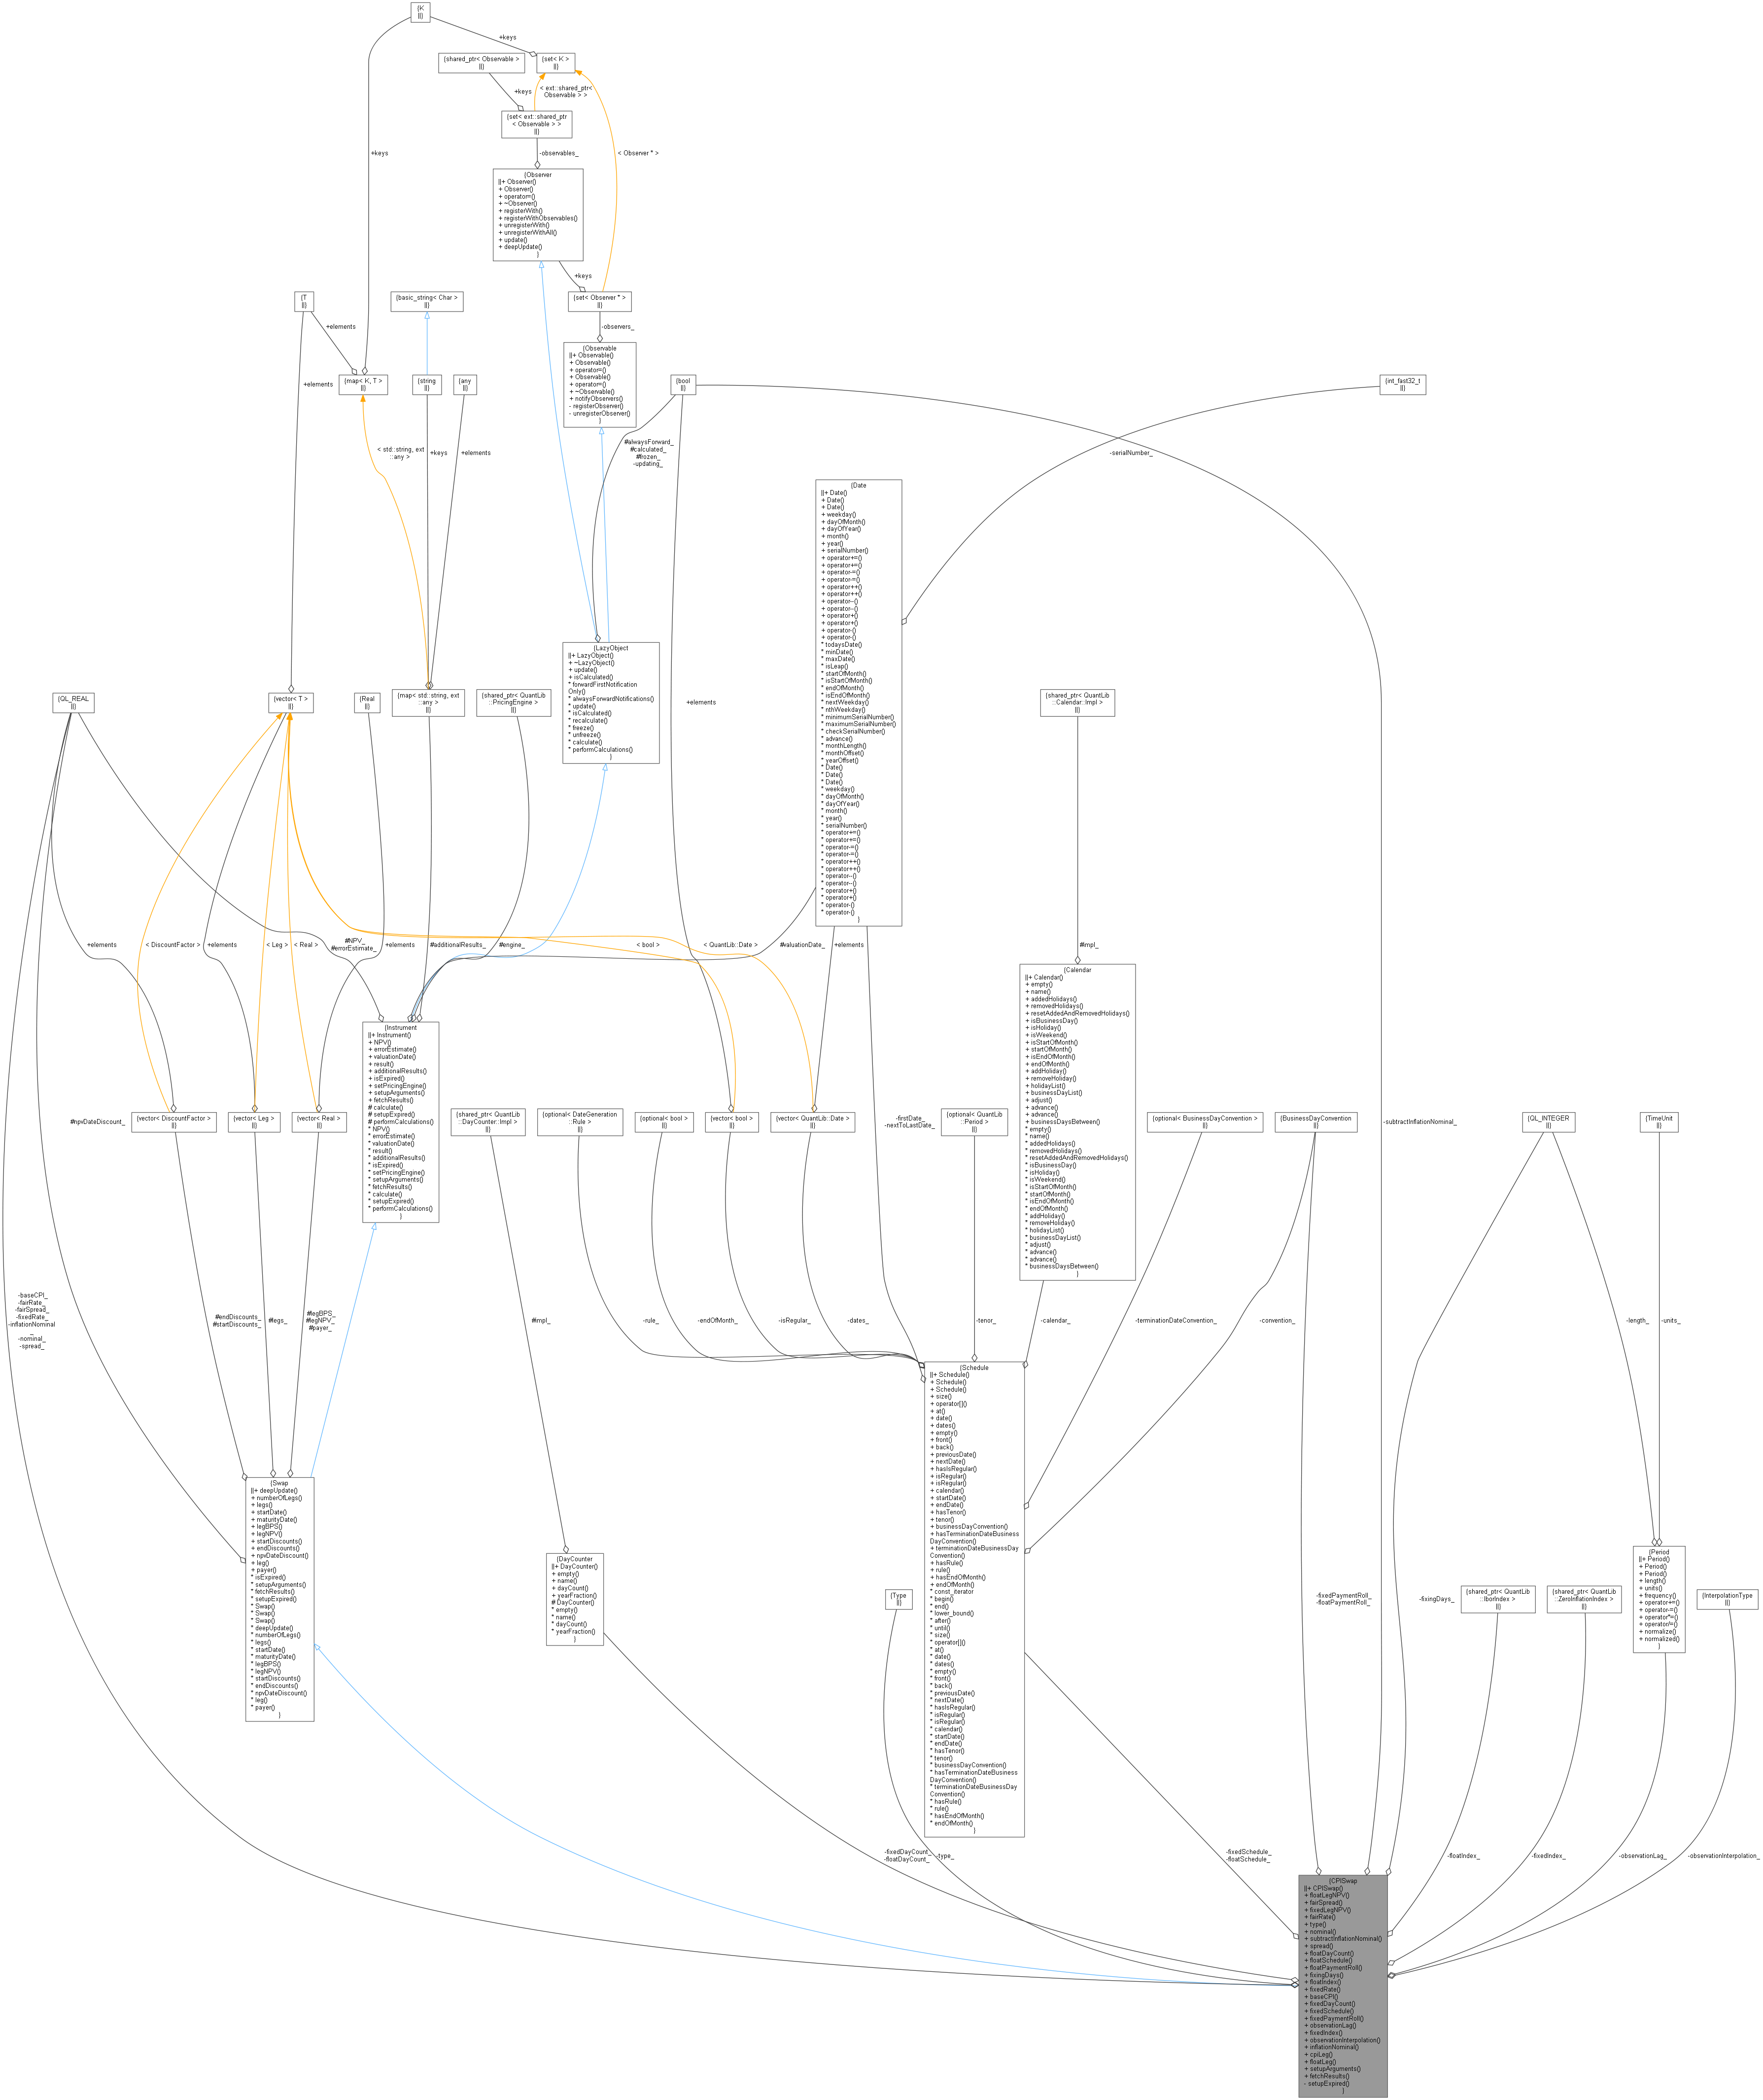 {K
||}
+keys
{shared_ptr< Observable >
||}
{set< K >
||}
+keys
< ext::shared_ptr<
Observable > >
{set< ext::shared_ptr
< Observable > >
||}
+keys
-observables_
< Observer * >
{Observer
||+ Observer()
+ Observer()
+ operator=()
+ ~Observer()
+ registerWith()
+ registerWithObservables()
+ unregisterWith()
+ unregisterWithAll()
+ update()
+ deepUpdate()
}
+keys
{T
||}
{basic_string< Char >
||}
{set< Observer * >
||}
+elements
-observers_
{Observable
||+ Observable()
+ Observable()
+ operator=()
+ Observable()
+ operator=()
+ ~Observable()
+ notifyObservers()
- registerObserver()
- unregisterObserver()
}
+elements
{map< K, T >
||}
{string
||}
{any
||}
{bool
||}
{int_fast32_t
||}
< std::string, ext
::any >
+keys
+elements
#alwaysForward_
#calculated_
#frozen_
-updating_
-serialNumber_
{Date
||+ Date()
+ Date()
+ Date()
+ weekday()
+ dayOfMonth()
+ dayOfYear()
+ month()
+ year()
+ serialNumber()
+ operator+=()
+ operator+=()
+ operator-=()
+ operator-=()
+ operator++()
+ operator++()
+ operator--()
+ operator--()
+ operator+()
+ operator+()
+ operator-()
+ operator-()
* todaysDate()
* minDate()
* maxDate()
* isLeap()
* startOfMonth()
* isStartOfMonth()
* endOfMonth()
* isEndOfMonth()
* nextWeekday()
* nthWeekday()
* minimumSerialNumber()
* maximumSerialNumber()
* checkSerialNumber()
* advance()
* monthLength()
* monthOffset()
* yearOffset()
* Date()
* Date()
* Date()
* weekday()
* dayOfMonth()
* dayOfYear()
* month()
* year()
* serialNumber()
* operator+=()
* operator+=()
* operator-=()
* operator-=()
* operator++()
* operator++()
* operator--()
* operator--()
* operator+()
* operator+()
* operator-()
* operator-()
}
{LazyObject
||+ LazyObject()
+ ~LazyObject()
+ update()
+ isCalculated()
* forwardFirstNotification
Only()
* alwaysForwardNotifications()
* update()
* isCalculated()
* recalculate()
* freeze()
* unfreeze()
* calculate()
* performCalculations()
}
{QL_REAL
||}
{vector< T >
||}
{Real
||}
{map< std::string, ext
::any >
||}
{shared_ptr< QuantLib
::PricingEngine >
||}
{shared_ptr< QuantLib
::Calendar::Impl >
||}
+elements
+elements
< DiscountFactor >
+elements
< Leg >
< Real >
#NPV_
#errorEstimate_
+elements
#additionalResults_
#engine_
< bool >
< QuantLib::Date >
#valuationDate_
+elements
#impl_
{Calendar
||+ Calendar()
+ empty()
+ name()
+ addedHolidays()
+ removedHolidays()
+ resetAddedAndRemovedHolidays()
+ isBusinessDay()
+ isHoliday()
+ isWeekend()
+ isStartOfMonth()
+ startOfMonth()
+ isEndOfMonth()
+ endOfMonth()
+ addHoliday()
+ removeHoliday()
+ holidayList()
+ businessDayList()
+ adjust()
+ advance()
+ advance()
+ businessDaysBetween()
* empty()
* name()
* addedHolidays()
* removedHolidays()
* resetAddedAndRemovedHolidays()
* isBusinessDay()
* isHoliday()
* isWeekend()
* isStartOfMonth()
* startOfMonth()
* isEndOfMonth()
* endOfMonth()
* addHoliday()
* removeHoliday()
* holidayList()
* businessDayList()
* adjust()
* advance()
* advance()
* businessDaysBetween()
}
{Instrument
||+ Instrument()
+ NPV()
+ errorEstimate()
+ valuationDate()
+ result()
+ additionalResults()
+ isExpired()
+ setPricingEngine()
+ setupArguments()
+ fetchResults()
# calculate()
# setupExpired()
# performCalculations()
* NPV()
* errorEstimate()
* valuationDate()
* result()
* additionalResults()
* isExpired()
* setPricingEngine()
* setupArguments()
* fetchResults()
* calculate()
* setupExpired()
* performCalculations()
}
#npvDateDiscount_
{vector< DiscountFactor >
||}
{vector< Leg >
||}
{vector< Real >
||}
{shared_ptr< QuantLib
::DayCounter::Impl >
||}
{optional< DateGeneration
::Rule >
||}
{optional< bool >
||}
{vector< bool >
||}
{vector< QuantLib::Date >
||}
-firstDate_
-nextToLastDate_
{optional< QuantLib
::Period >
||}
{optional< BusinessDayConvention >
||}
{BusinessDayConvention
||}
-subtractInflationNominal_
{QL_INTEGER
||}
{TimeUnit
||}
-baseCPI_
-fairRate_
-fairSpread_
-fixedRate_
-inflationNominal
_
-nominal_
-spread_
#endDiscounts_
#startDiscounts_
#legs_
#legBPS_
#legNPV_
#payer_
#impl_
-rule_
-endOfMonth_
-isRegular_
-dates_
-tenor_
-calendar_
-terminationDateConvention_
-convention_
-length_
-units_
{Schedule
||+ Schedule()
+ Schedule()
+ Schedule()
+ size()
+ operator[]()
+ at()
+ date()
+ dates()
+ empty()
+ front()
+ back()
+ previousDate()
+ nextDate()
+ hasIsRegular()
+ isRegular()
+ isRegular()
+ calendar()
+ startDate()
+ endDate()
+ hasTenor()
+ tenor()
+ businessDayConvention()
+ hasTerminationDateBusiness
DayConvention()
+ terminationDateBusinessDay
Convention()
+ hasRule()
+ rule()
+ hasEndOfMonth()
+ endOfMonth()
* const_iterator
* begin()
* end()
* lower_bound()
* after()
* until()
* size()
* operator[]()
* at()
* date()
* dates()
* empty()
* front()
* back()
* previousDate()
* nextDate()
* hasIsRegular()
* isRegular()
* isRegular()
* calendar()
* startDate()
* endDate()
* hasTenor()
* tenor()
* businessDayConvention()
* hasTerminationDateBusiness
DayConvention()
* terminationDateBusinessDay
Convention()
* hasRule()
* rule()
* hasEndOfMonth()
* endOfMonth()
}
{Swap
||+ deepUpdate()
+ numberOfLegs()
+ legs()
+ startDate()
+ maturityDate()
+ legBPS()
+ legNPV()
+ startDiscounts()
+ endDiscounts()
+ npvDateDiscount()
+ leg()
+ payer()
* isExpired()
* setupArguments()
* fetchResults()
* setupExpired()
* Swap()
* Swap()
* Swap()
* deepUpdate()
* numberOfLegs()
* legs()
* startDate()
* maturityDate()
* legBPS()
* legNPV()
* startDiscounts()
* endDiscounts()
* npvDateDiscount()
* leg()
* payer()
}
{DayCounter
||+ DayCounter()
+ empty()
+ name()
+ dayCount()
+ yearFraction()
# DayCounter()
* empty()
* name()
* dayCount()
* yearFraction()
}
{Type
||}
-fixedPaymentRoll_
-floatPaymentRoll_
-fixingDays_
{shared_ptr< QuantLib
::IborIndex >
||}
{shared_ptr< QuantLib
::ZeroInflationIndex >
||}
{Period
||+ Period()
+ Period()
+ Period()
+ length()
+ units()
+ frequency()
+ operator+=()
+ operator-=()
+ operator*=()
+ operator/=()
+ normalize()
+ normalized()
}
{InterpolationType
||}
-fixedDayCount_
-floatDayCount_
-type_
-fixedSchedule_
-floatSchedule_
-floatIndex_
-fixedIndex_
-observationLag_
-observationInterpolation_
{CPISwap
||+ CPISwap()
+ floatLegNPV()
+ fairSpread()
+ fixedLegNPV()
+ fairRate()
+ type()
+ nominal()
+ subtractInflationNominal()
+ spread()
+ floatDayCount()
+ floatSchedule()
+ floatPaymentRoll()
+ fixingDays()
+ floatIndex()
+ fixedRate()
+ baseCPI()
+ fixedDayCount()
+ fixedSchedule()
+ fixedPaymentRoll()
+ observationLag()
+ fixedIndex()
+ observationInterpolation()
+ inflationNominal()
+ cpiLeg()
+ floatLeg()
+ setupArguments()
+ fetchResults()
- setupExpired()
}